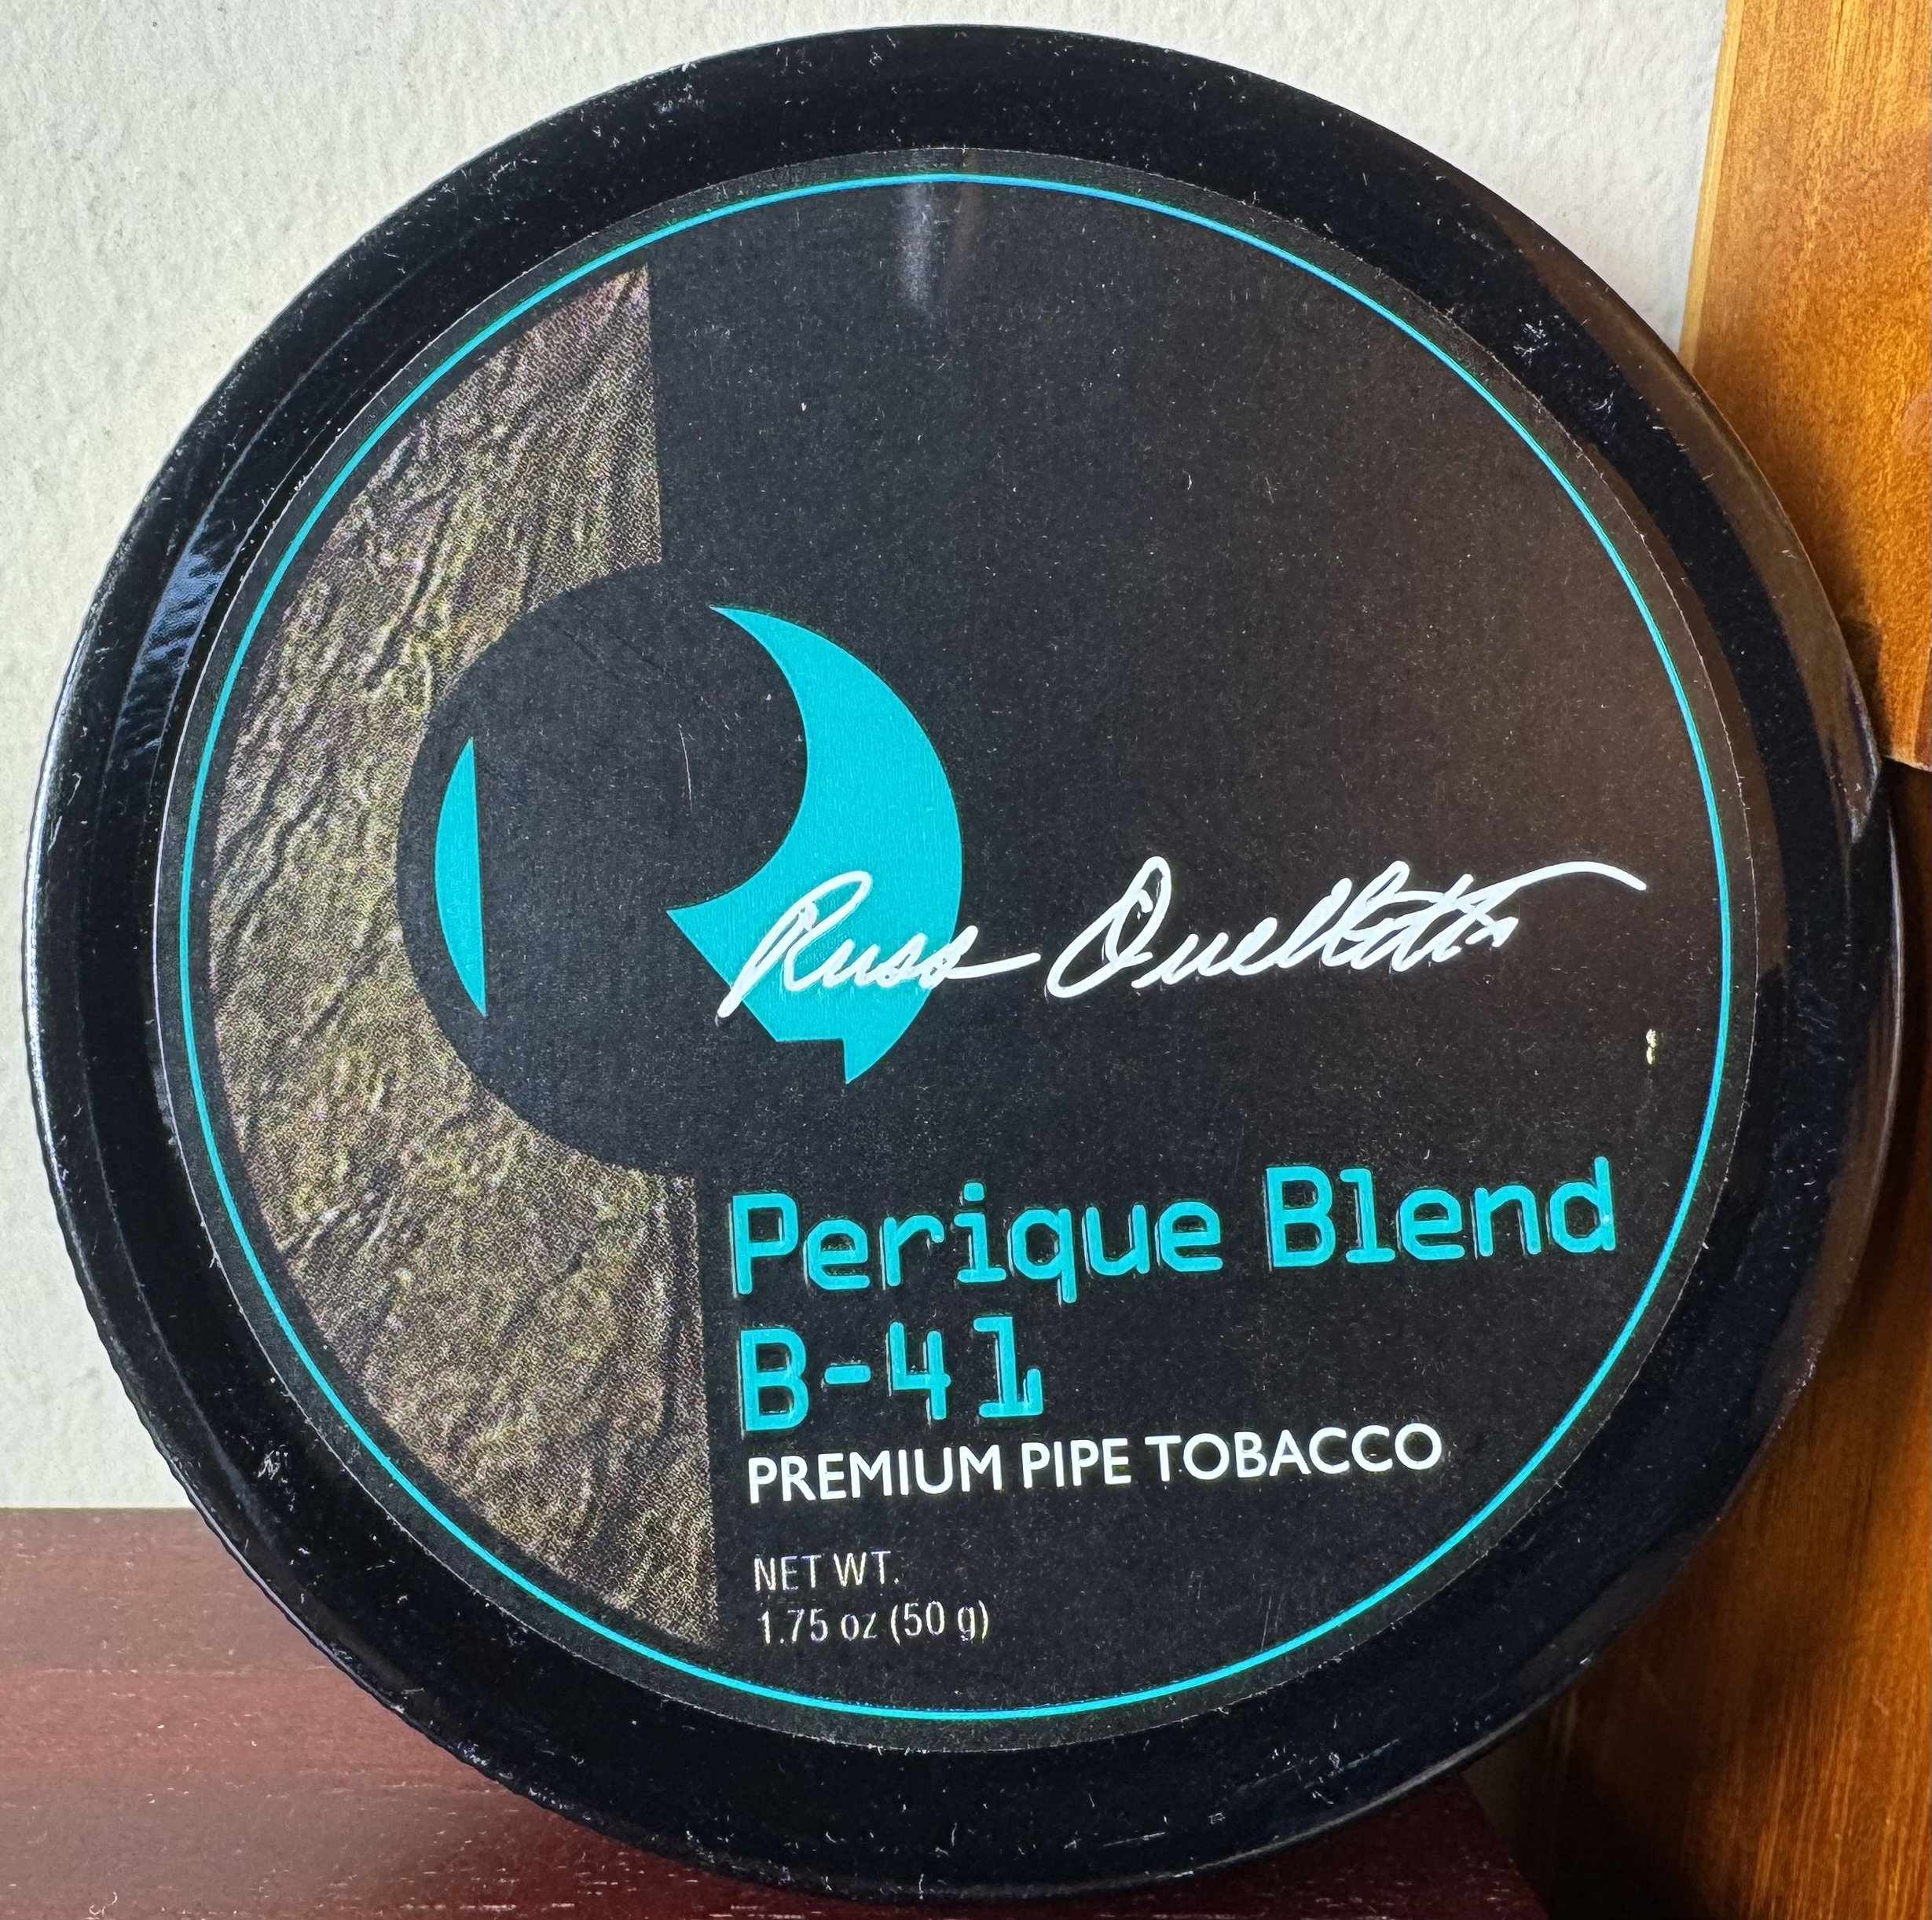 Russ Ouellette
Perique Blend
B-41
PREMIUM PIPE TOBACCO
NET WT.
1.75 oz (50 g)